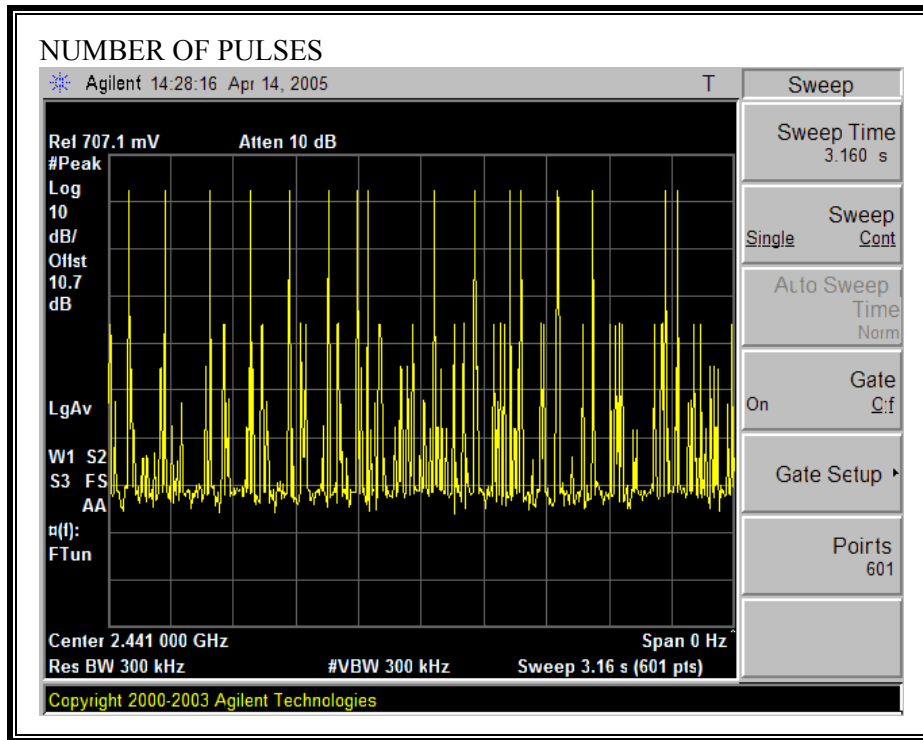 NUMBER OF PULSES
Agilent 14:28:16 Apr 14, 2005 T
Ref 707.1 mV Atten 10 dB
#Peak
Log
10
dB/
Offst
10.7
dB
LgAv
W1 S2
S3 FS
AA
¤(f):
FTun
Center 2.441 000 GHz Span 0 Hz^
Res BW 300 kHz #VBW 300 kHz Sweep 3.16 s (601 pts)
Copyright 2000-2003 Agilent Technologies
Sweep
Sweep Time
3.160 s
Sweep
Single Cont
Auto Sweep
Time
Norm
Gate
On Off
Gate Setup
Points
601